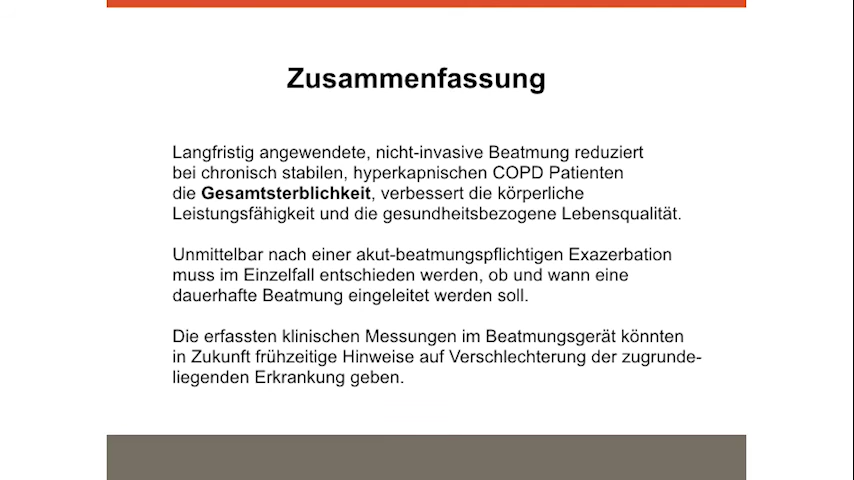 Zusammenfassung
Langfristig angewendete, nicht-invasive Beatmung reduziert
bei chronisch stabilen, hyperkapnischen COPD Patienten
die Gesamtsterblichkeit, verbessert die körperliche
Leistungsfähigkeit und die gesundheitsbezogene Lebensqualität.
Unmittelbar nach einer akut-beatmungspflichtigen Exazerbation
muss im Einzelfall entschieden werden, ob und wann eine
dauerhafte Beatmung eingeleitet werden soll.
Die erfassten klinischen Messungen im Beatmungsgerät könnten
in Zukunft frühzeitige Hinweise auf Verschlechterung der zugrunde-
liegenden Erkrankung geben.